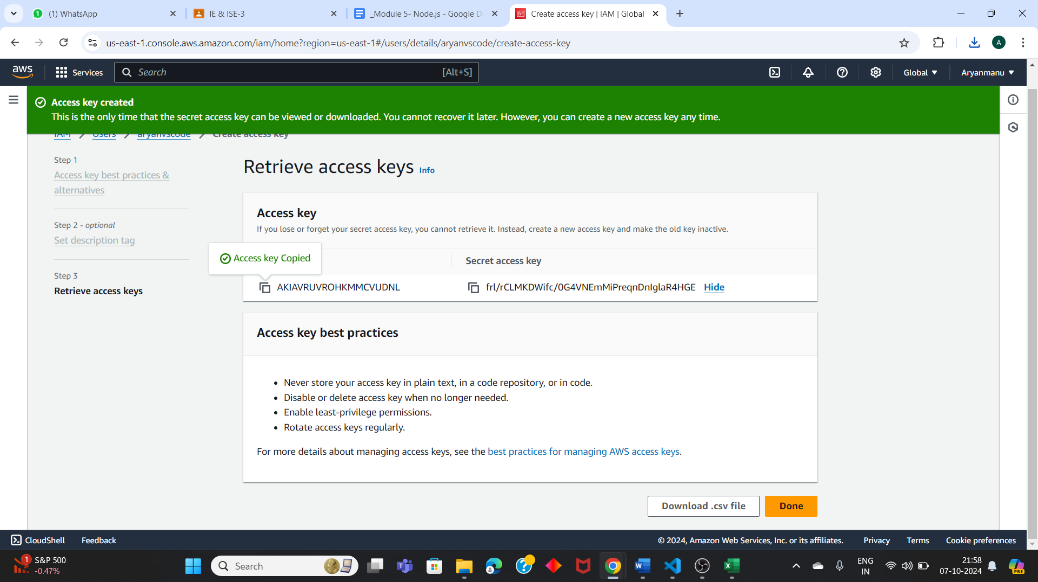 (1) WhatsApp
IE & ISE-3
_Module 5- Node.js - Google D
Create access key | IAM | Global
us-east-1.console.aws.amazon.com/iam/home?region=us-east-1#/users/details/aryanvscode/create-access-key
A
aws
Services
Search
[Alt+S]
Global
Aryanmanu
Access key created
This is the only time that the secret access key can be viewed or downloaded. You cannot recover it later. However, you can create a new access key any time.
IAM
Users
aryanvscode
Create access key
Step 1
Access key best practices &
alternatives
Step 2 - optional
Set description tag
Step 3
Retrieve access keys
Retrieve access keys Info
Access key
If you lose or forget your secret access key, you cannot retrieve it. Instead, create a new access key and make the old key inactive.
Access key Copied
Secret access key
AKIAVRUVROHKMMCVUDNL
frl/rCLMKDWifc/0G4VNEmMiPreqnDnIglaR4HGE Hide
Access key best practices
• Never store your access key in plain text, in a code repository, or in code.
• Disable or delete access key when no longer needed.
• Enable least-privilege permissions.
• Rotate access keys regularly.
For more details about managing access keys, see the best practices for managing AWS access keys.
Download .csv file
Done
CloudShell
Feedback
© 2024, Amazon Web Services, Inc. or its affiliates.
Privacy
Terms
Cookie preferences
1
S&P 500
-0.47%
Search
ENG
IN
21:58
07-10-2024